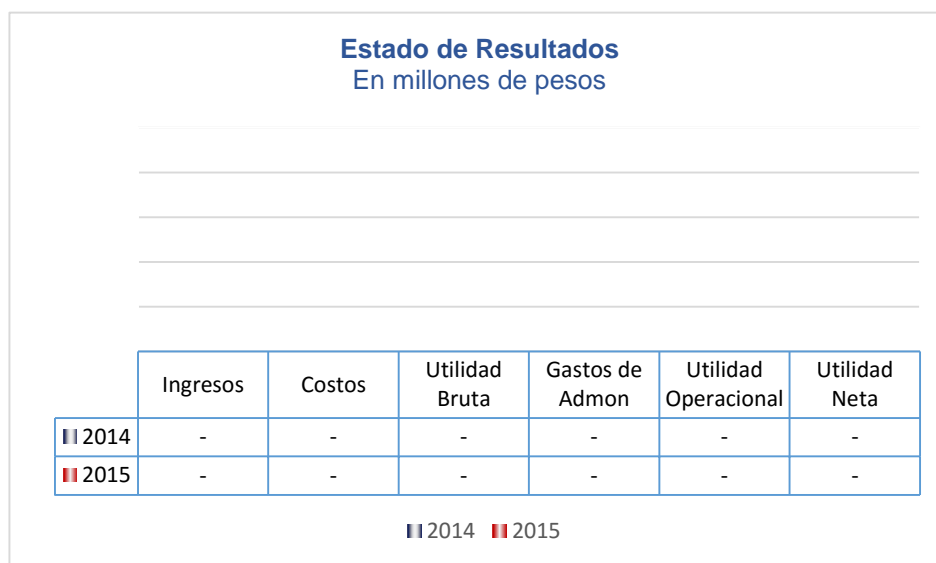 Estado de Resultados
En millones de pesos
Ingresos Costos Utilidad Bruta Gastos de Admon Utilidad Operacional Utilidad Neta
2014 - - - - - -
2015 - - - - - -
2014 2015